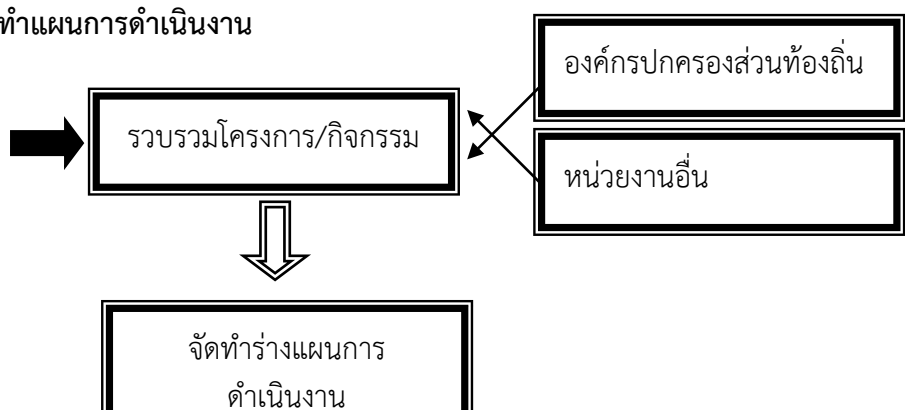 ทำแผนการดำเนินงาน
องค์กรปกครองส่วนท้องถิ่น
รวบรวมโครงการ/กิจกรรม
หน่วยงานอื่น
จัดทำร่างแผนการ
ดำเนินงาน